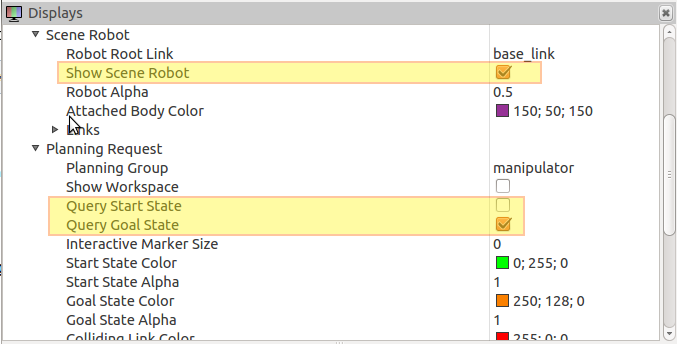 Displays
Scene Robot
Robot Root Link base_link
Show Scene Robot
Robot Alpha 0.5
Attached Body Color 150; 50; 150
Links
Planning Request
Planning Group manipulator
Show Workspace
Query Start State
Query Goal State
Interactive Marker Size 0
Start State Color 0; 255; 0
Start State Alpha 1
Goal State Color 250; 128; 0
Goal State Alpha 1
Colliding Link Color 255; 0; 0